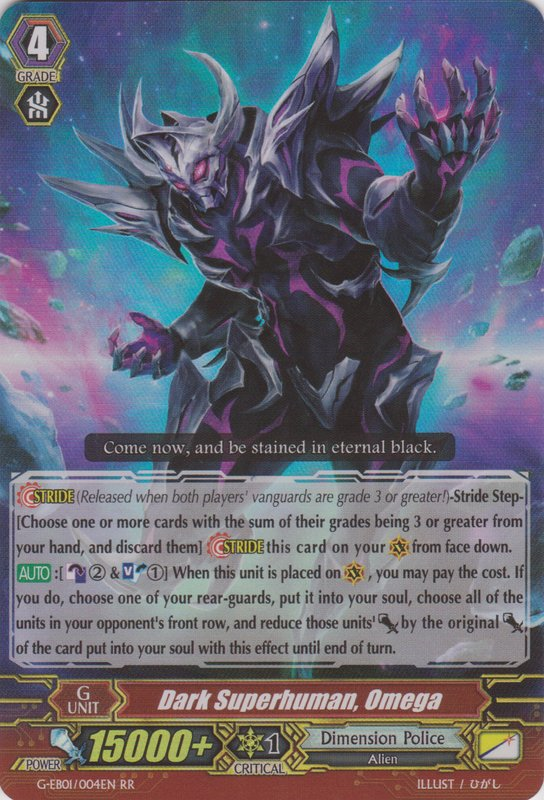 4
GRADE
Come now, and be stained in eternal black.
STRIDE(Released when both players' vanguards are grade 3 or greater!)-Stride Step-
[Choose one or more cards with the sum of their grades being 3 or greater from
your hand, and discard them] STRIDE this card on your V from face down.
AUTO :[ ② & V ①] When this unit is placed on V , you may pay the cost. If
you do, choose one of your rear-guards, put it into your soul, choose all of the
units in your opponent's front row, and reduce those units' by the original
of the card put into your soul with this effect until end of turn.
G
UNIT
Dark Superhuman, Omega
POWER
15000+
1
CRITICAL
Dimension Police
Alien
G-EB01/004EN RR
ILLUST / ひがし